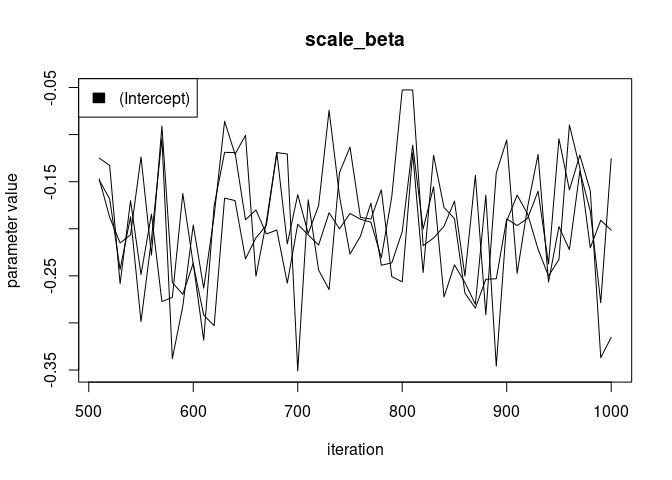 scale_beta
(Intercept)
parameter value
-0.05
-0.15
-0.25
-0.35
500 600 700 800 900 1000
iteration